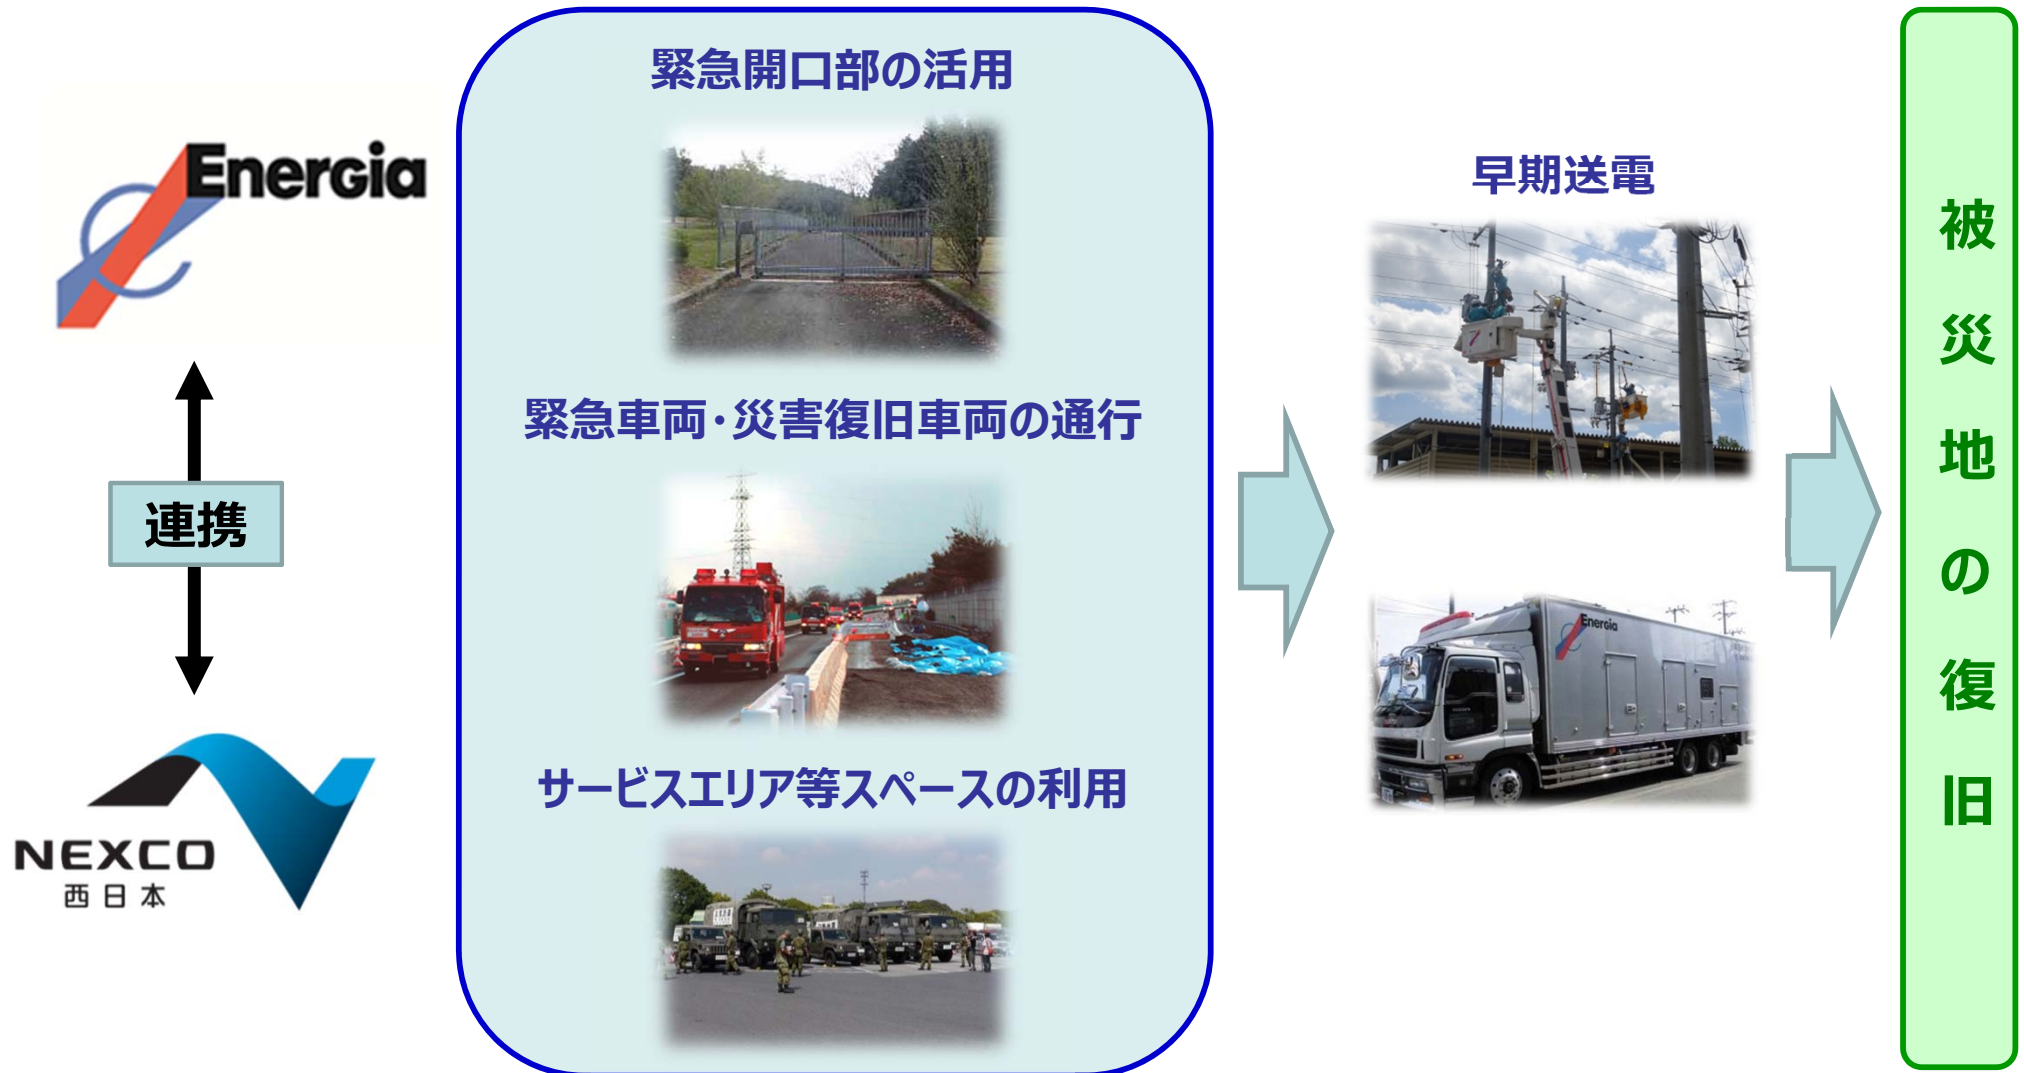 Energia
連携
NEXCO
西日本
緊急開口部の活用
緊急車両・災害復旧車両の通行
サービスエリア等スペースの利用
早期送電
Energia
被災地の復旧